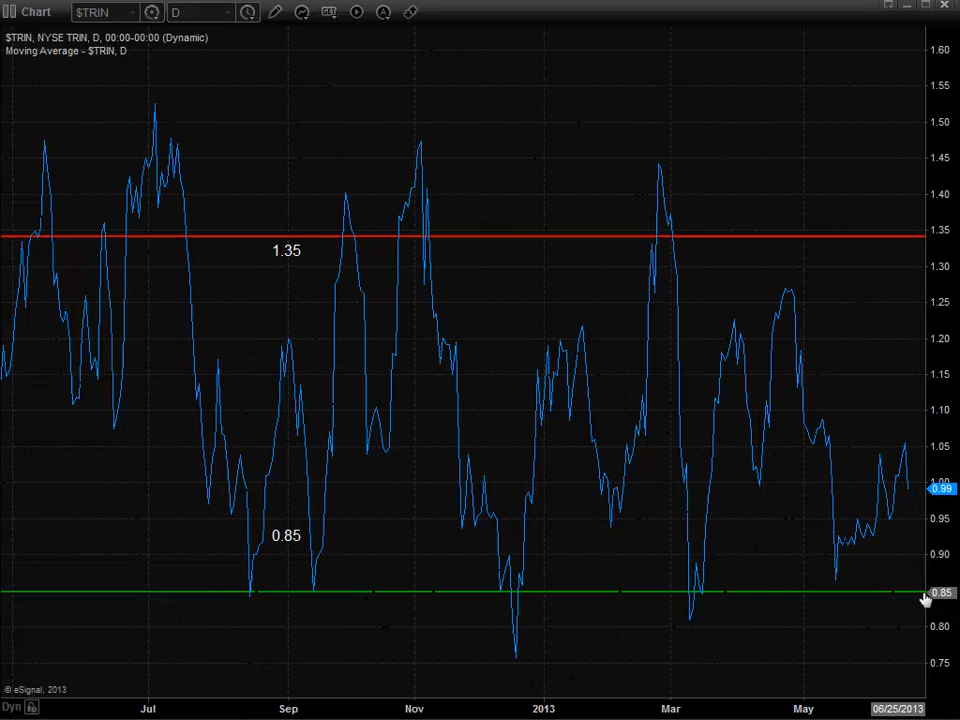 Chart
$TRIN
D
$TRIN, NYSE TRIN, D, 00:00-00:00 (Dynamic)
Moving Average - $TRIN, D
1.60
1.55
1.50
1.45
1.40
1.35
1.35
1.30
1.25
1.20
1.15
1.10
1.05
1.00
0.99
0.95
0.85
0.90
0.85
0.80
0.75
© eSignal, 2013
Dyn
Jul
Sep
Nov
2013
Mar
May
06/25/2013